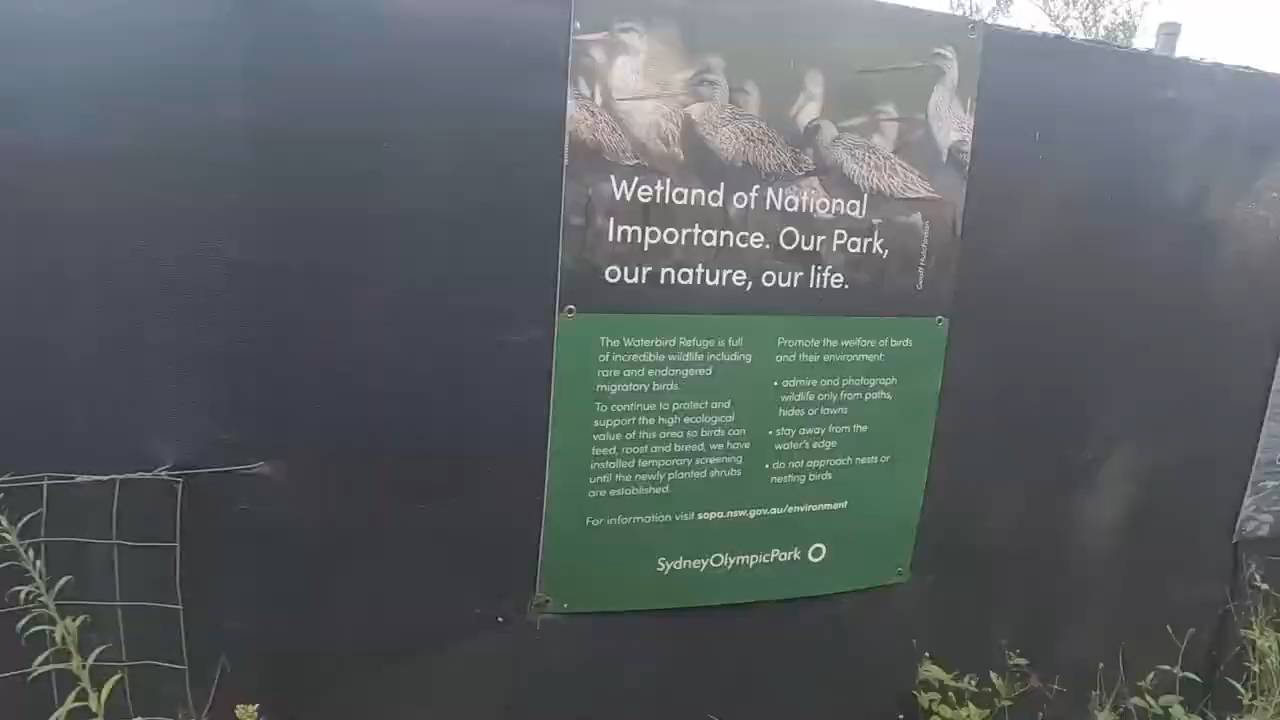 Wetland of National
Importance. Our Park,
our nature, our life.
Geoff Hutchinson
The Waterbird Refuge is full
of incredible wildlife including
rare and endangered
migratory birds.
To continue to protect and
support the high ecological
value of this area so birds can
feed, roost and breed, we have
installed temporary screening
until the newly planted shrubs
are established.
Promote the welfare of birds
and their environment:
• admire and photograph
wildlife only from paths,
hides or lawns
• stay away from the
water's edge
• do not approach nests or
nesting birds
For information visit sopa.nsw.gov.au/environment
SydneyOlympicPark